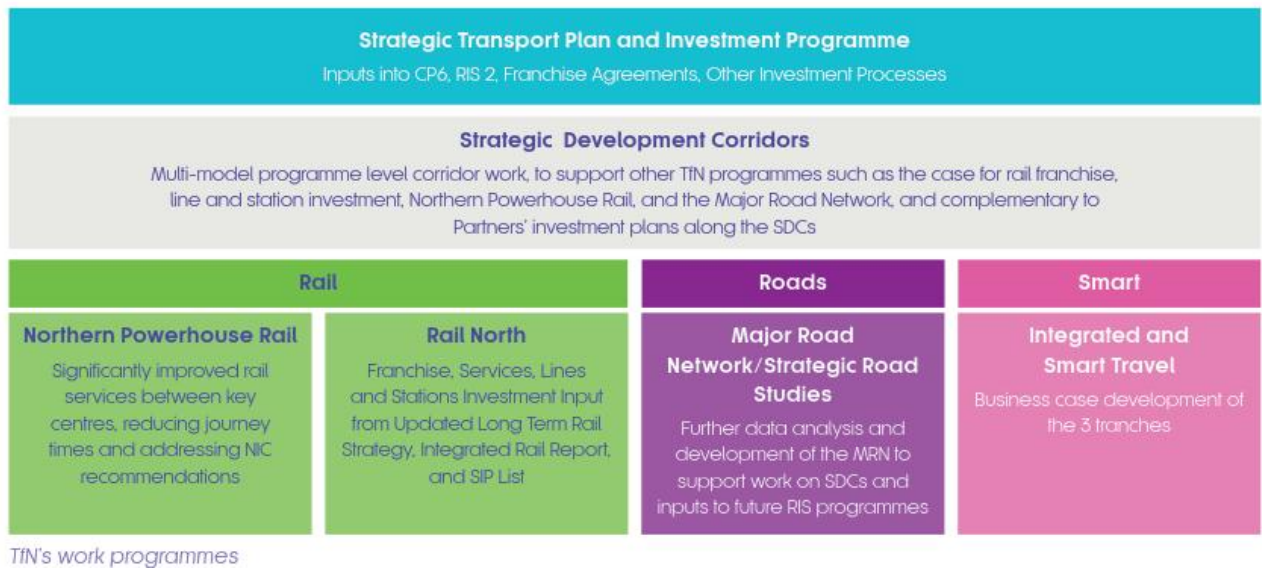 Strategic Transport Plan and Investment Programme
Inputs into CP6, RIS 2, Franchise Agreements, Other Investment Processes
Strategic Development Corridors
Multi-model programme level corridor work, to support other TfN programmes such as the case for rail franchise,
line and station investment, Northern Powerhouse Rail, and the Major Road Network, and complementary to
Partners' investment plans along the SDCs
Rail
Northern Powerhouse Rail
Significantly improved rail
services between key
centres, reducing journey
times and addressing NIC
recommendations
Rail North
Franchise, Services, Lines
and Stations Investment Input
from Updated Long Term Rail
Strategy, Integrated Rail Report,
and SIP List
Roads
Major Road
Network/Strategic Road
Studies
Further data analysis and
development of the MRN to
support work on SDCs and
inputs to future RIS programmes
Smart
Integrated and
Smart Travel
Business case development of
the 3 tranches
TfN's work programmes